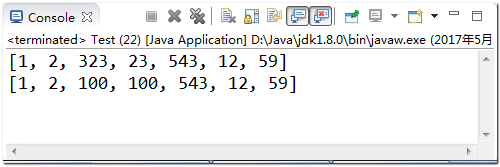 Console
<terminated> Test (22) [Java Application] D:\Java\jdk1.8.0\bin\javaw.exe (2017年5月
[1, 2, 323, 23, 543, 12, 59]
[1, 2, 100, 100, 543, 12, 59]